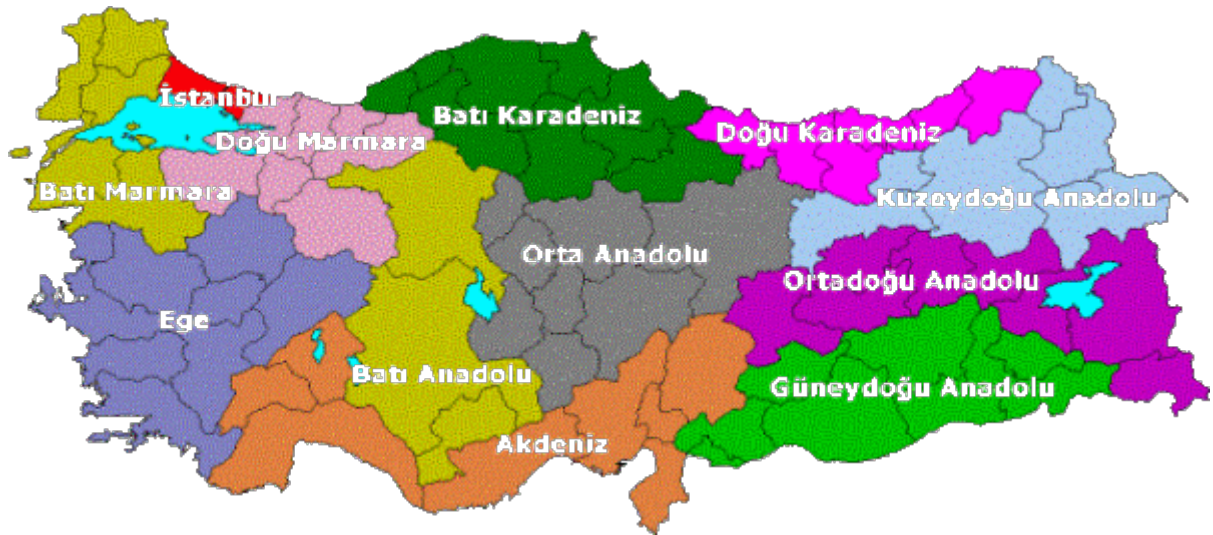 İstanbul
Batı Karadeniz
Doğu Karadeniz
Doğu Marmara
Batı Marmara
Kuzeydoğu Anadolu
Orta Anadolu
Ortadoğu Anadolu
Ege
Batı Anadolu
Güneydoğu Anadolu
Akdeniz